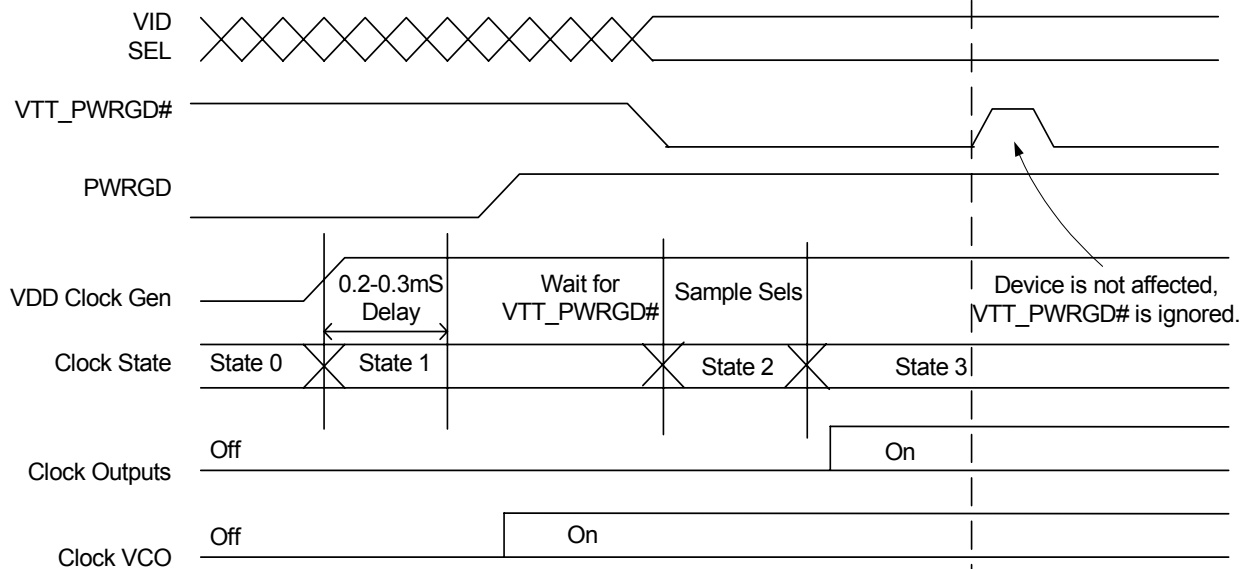 VID
SEL
VTT_PWRGD#
PWRGD
VDD Clock Gen
0.2-0.3mS
Delay
Wait for
VTT_PWRGD#
Sample Sels
Device is not affected,
VTT_PWRGD# is ignored.
Clock State
State 0
State 1
State 2
State 3
Clock Outputs
Off
On
Clock VCO
Off
On